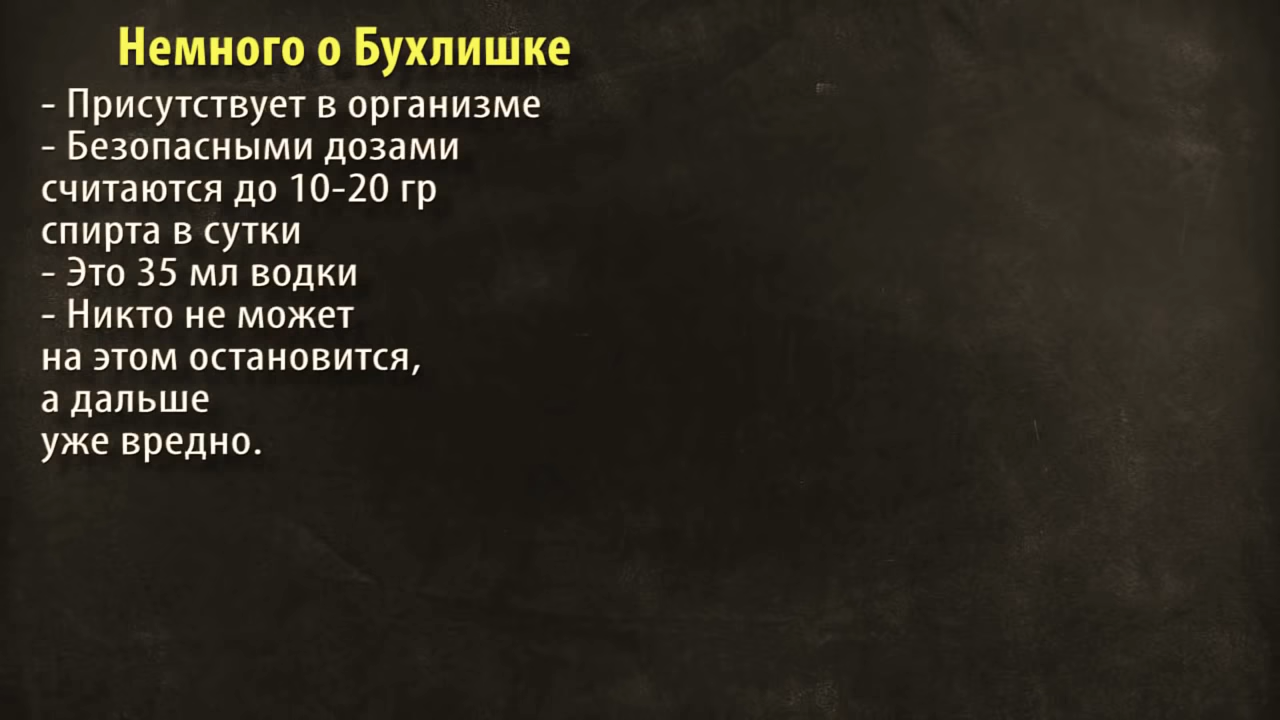 Немного о Бухлишке
- Присутствует в организме
- Безопасными дозами
считаются до 10-20 гр
спирта в сутки
- Это 35 мл водки
- Никто не может
на этом остановится,
а дальше
уже вредно.